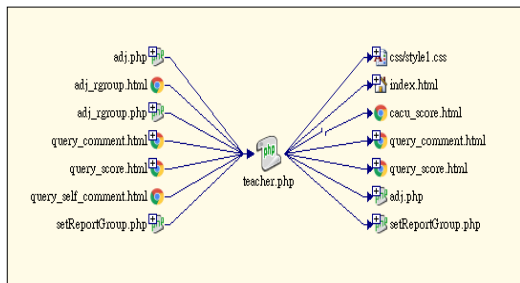 adj.php
adj_rgroup.html
adj_rgroup.php
query_comment.html
query_score.html
query_self_comment.html
setReportGroup.php
php
teacher.php
css/style1.css
index.html
cacu_score.html
query_comment.html
query_score.html
adj.php
setReportGroup.php